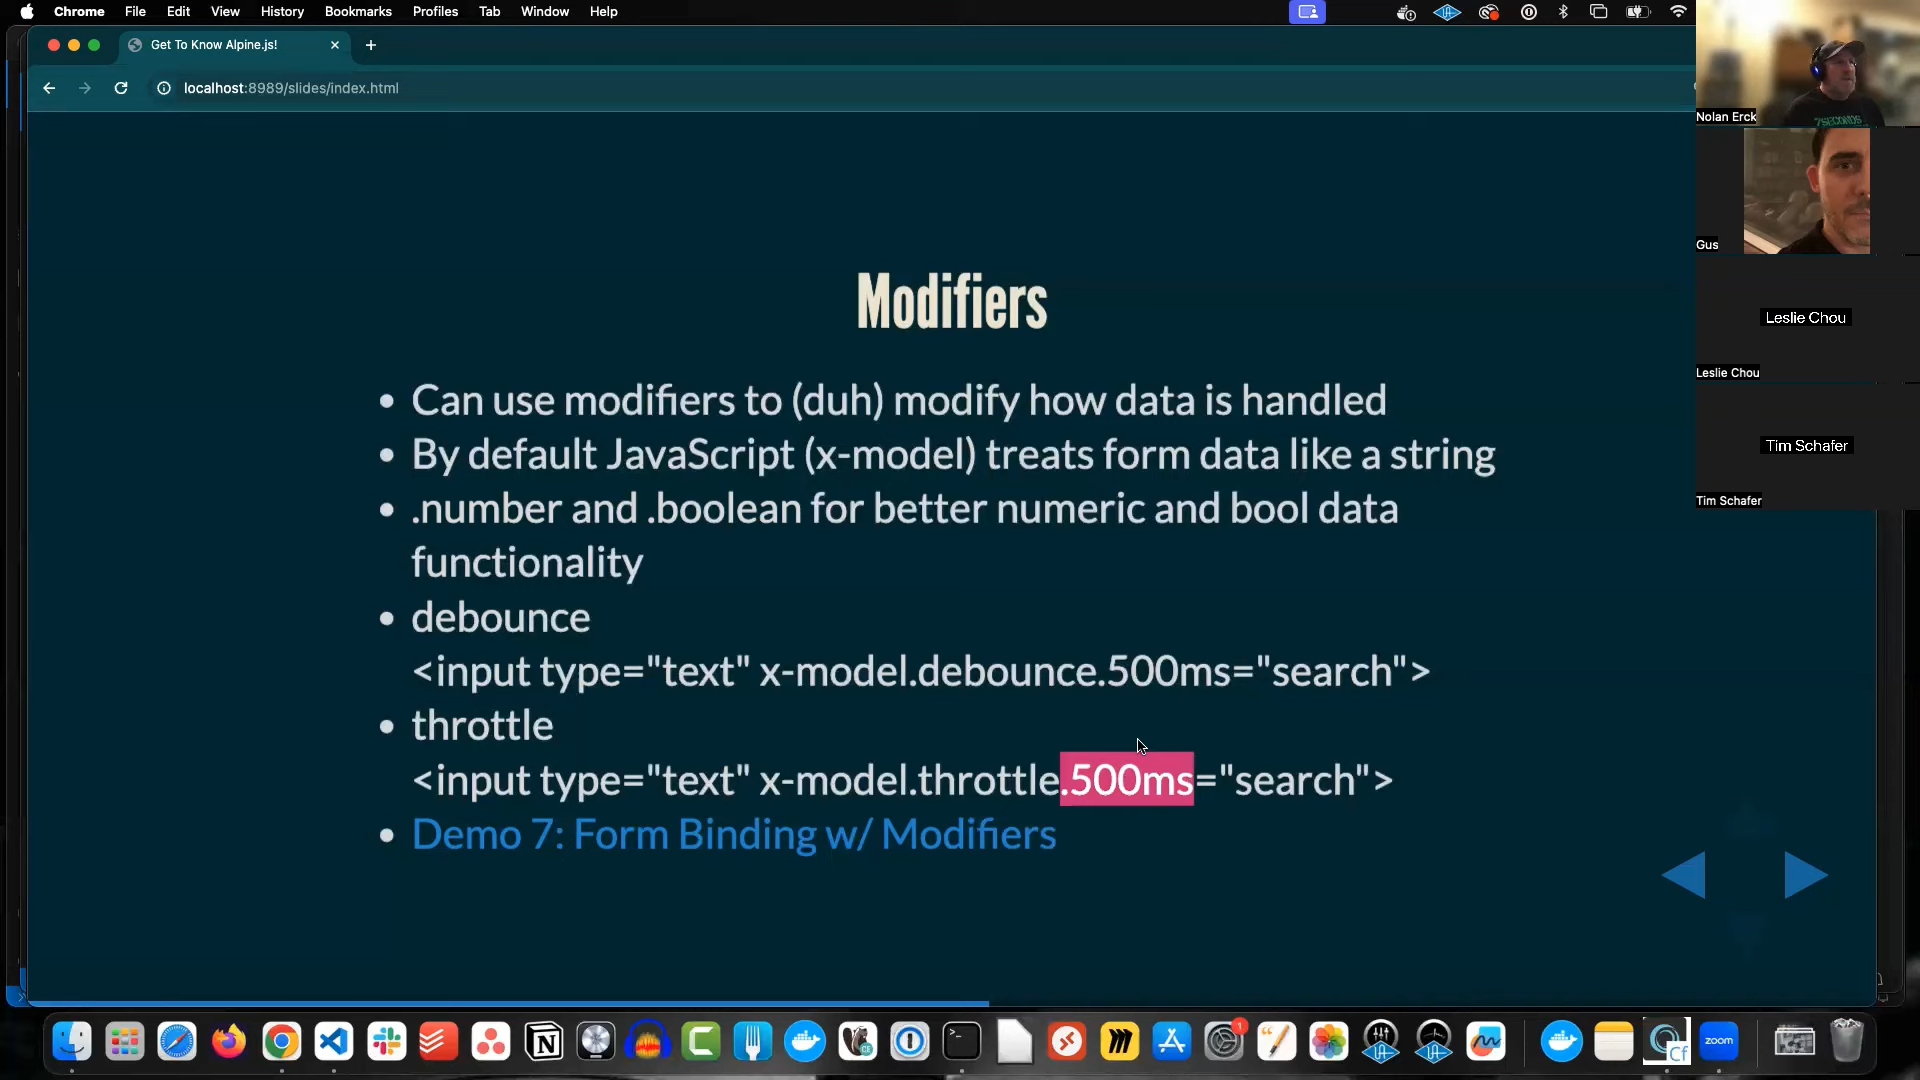 Chrome File Edit View History Bookmarks Profiles Tab Window Help
Get To Know Alpine.js!
localhost:8989/slides/index.html
Modifiers
Can use modifiers to (duh) modify how data is handled
By default JavaScript (x-model) treats form data like a string
.number and .boolean for better numeric and bool data
functionality
debounce
<input type="text" x-model.debounce.500ms="search">
throttle
<input type="text" x-model.throttle.500ms="search">
Demo 7: Form Binding w/ Modifiers
7SECONDS
Nolan Erck
Gus
Leslie Chou
Leslie Chou
Tim Schafer
Tim Schafer
1
Cf
zoom